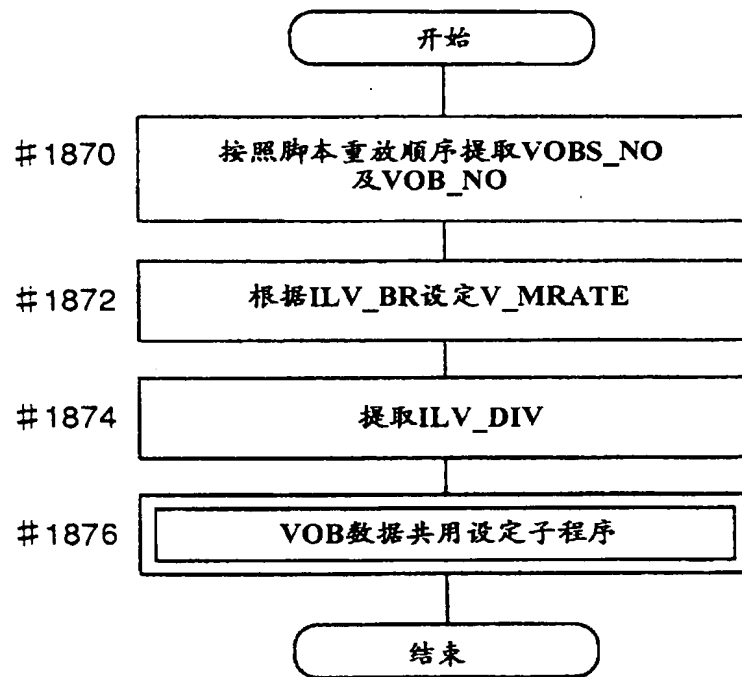 开始
#1870
按照脚本重放顺序提取VOBS_NO
及VOB_NO
#1872
根据ILV_BR设定V_MRATE
#1874
提取ILV_DIV
#1876
VOB数据共用设定子程序
结束